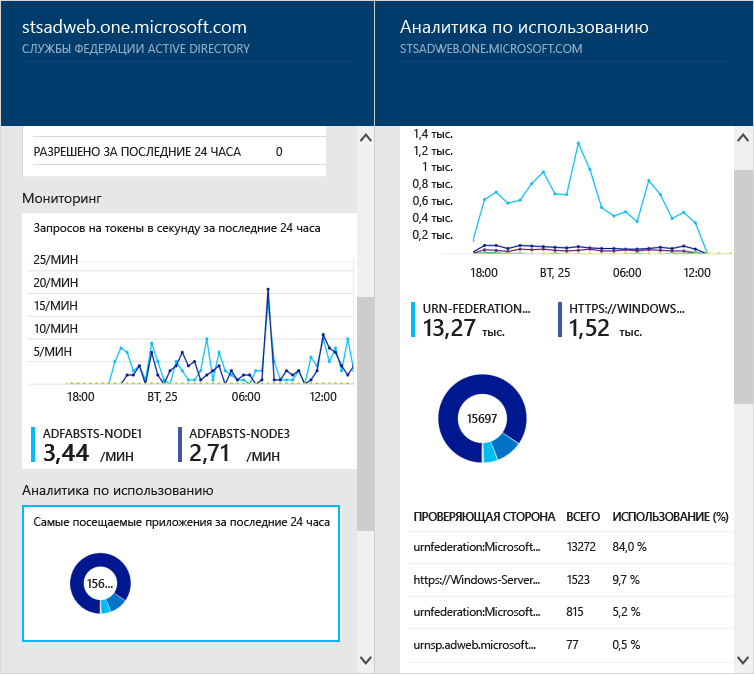 stsadweb.one.microsoft.com
СЛУЖБЫ ФЕДЕРАЦИИ ACTIVE DIRECTORY
РАЗРЕШЕНО ЗА ПОСЛЕДНИЕ 24 ЧАСА 0
Мониторинг
Запросов на токены в секунду за последние 24 часа
25/МИН
20/МИН
15/МИН
10/МИН
5/МИН
18:00 ВТ, 25 06:00 12:00
ADFABSTS-NODE1 ADFABSTS-NODE3
3,44 /МИН 2,71 /МИН
Аналитика по использованию
Самые посещаемые приложения за последние 24 часа
156...
Аналитика по использованию
STSADWEB.ONE.MICROSOFT.COM
1,4 тыс.
1,2 тыс.
1 тыс.
0,8 тыс.
0,6 тыс.
0,4 тыс.
0,2 тыс.
18:00 ВТ, 25 06:00 12:00
URN-FEDERATION... HTTPS://WINDOWS...
13,27 тыс. 1,52 тыс.
15697
ПРОВЕРЯЮЩАЯ СТОРОНА ВСЕГО ИСПОЛЬЗОВАНИЕ (%)
urnfederation:Microsoft... 13272 84,0 %
https://Windows-Server... 1523 9,7 %
urnfederation:Microsoft... 815 5,2 %
urnsp.adweb.microsoft... 77 0,5 %